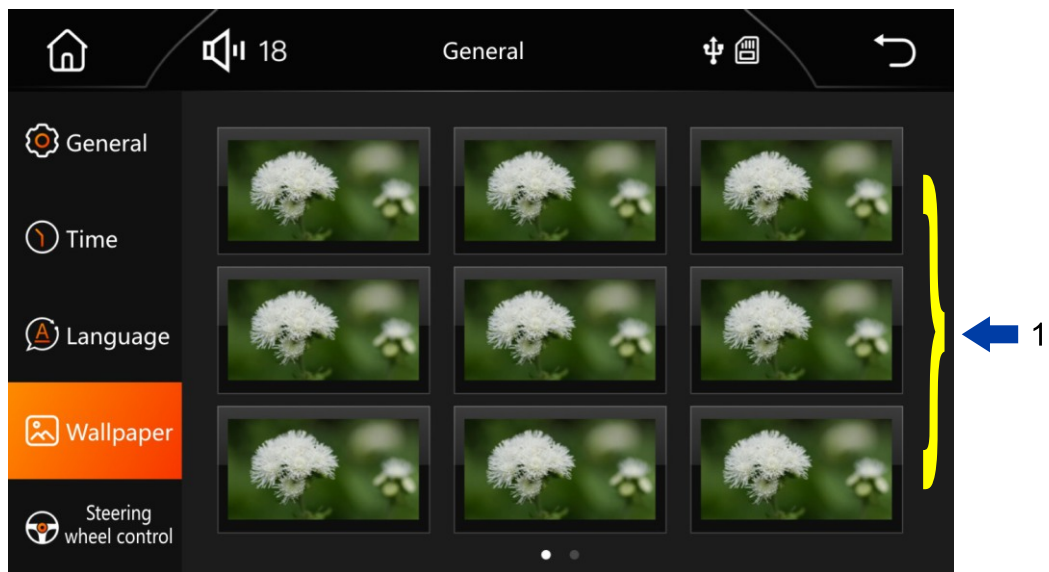 18
General
General
Time
A Language
Wallpaper
Steering
wheel control
1